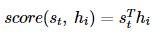 score(s_t, h_i) = s_t^T h_i